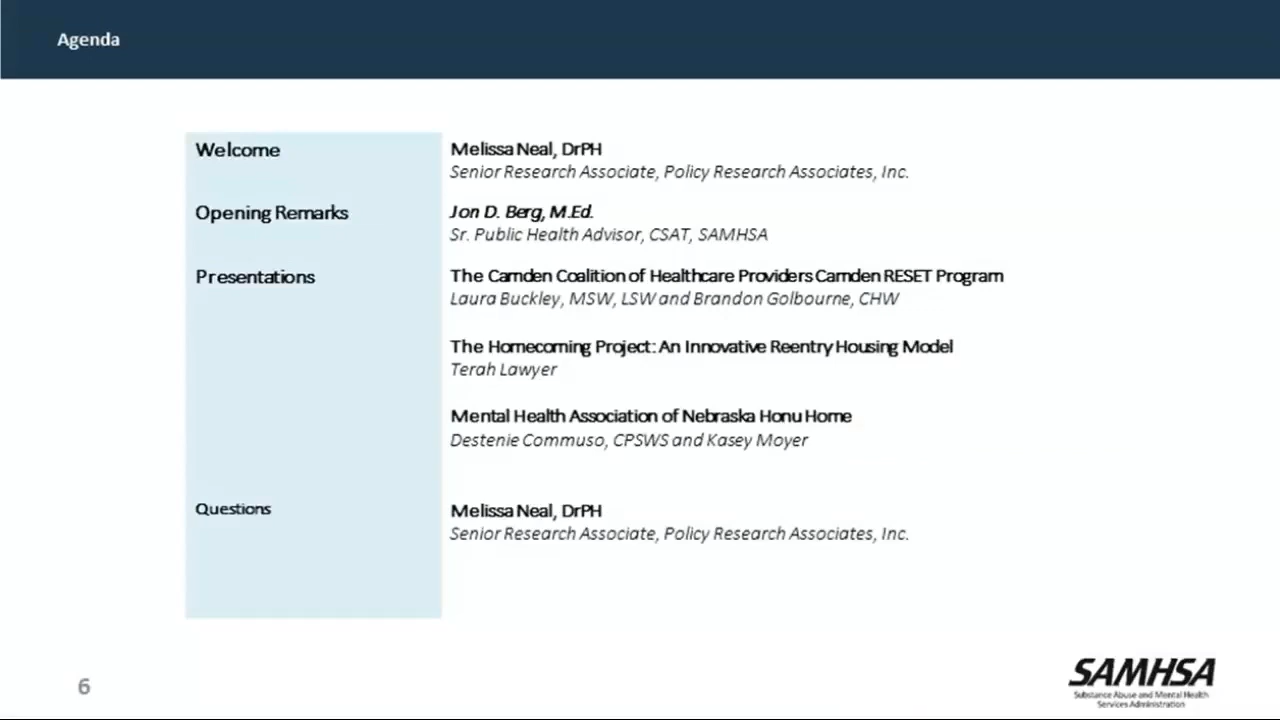 Agenda
Welcome
Melissa Neal, DrPH
Senior Research Associate, Policy Research Associates, Inc.
Opening Remarks
Jon D. Berg, M.Ed.
Sr. Public Health Advisor, CSAT, SAMHSA
Presentations
The Camden Coalition of Healthcare Providers Camden RESET Program
Laura Buckley, MSW, LSW and Brandon Golbourne, CHW
The Homecoming Project: An Innovative Reentry Housing Model
Terah Lawyer
Mental Health Association of Nebraska Honu Home
Destenie Commuso, CPSWS and Kasey Moyer
Questions
Melissa Neal, DrPH
Senior Research Associate, Policy Research Associates, Inc.
6
SAMHSA
Substance Abuse and Mental Health
Services Administration